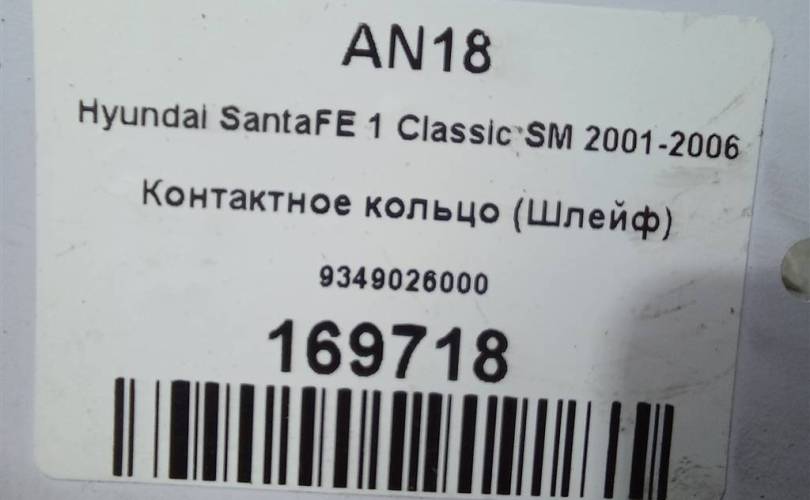 AN18
Hyundai SantaFE 1 Classic SM 2001-2006
Контактное кольцо (Шлейф)
9349026000
169718